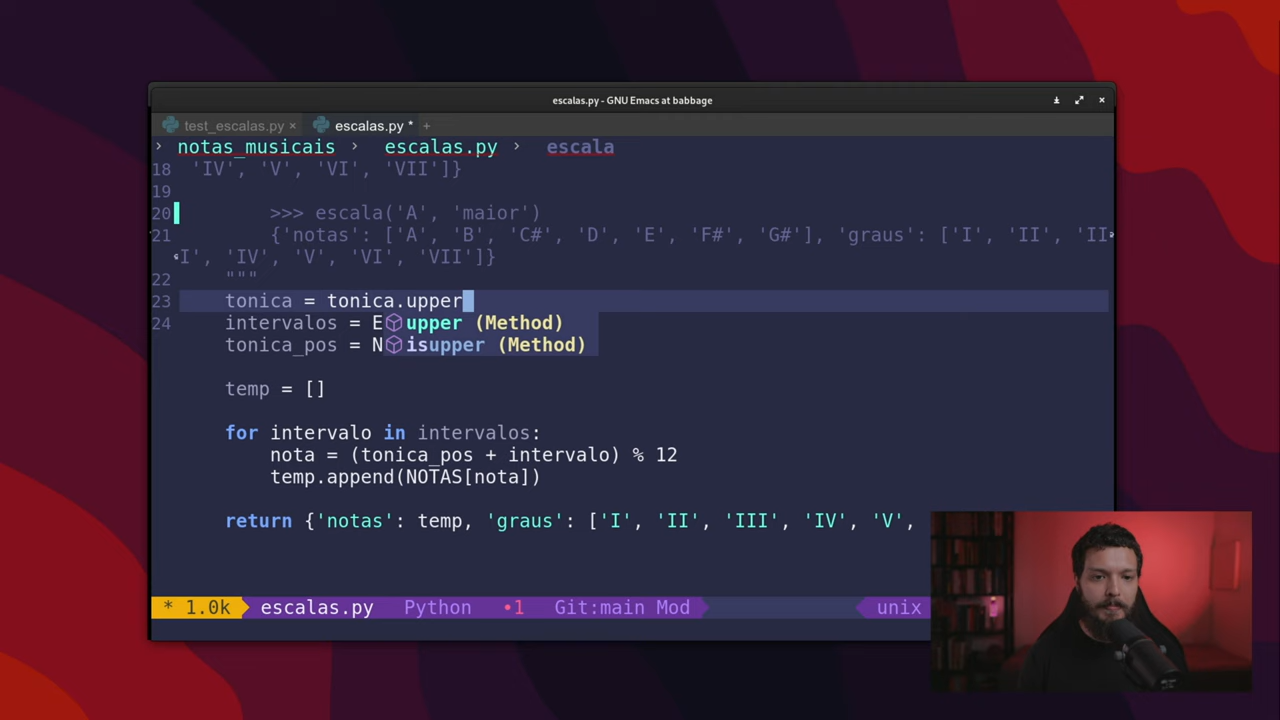 escalas.py - GNU Emacs at babbage
test_escalas.py × escalas.py * +
› notas_musicais › escalas.py › escala
18 'IV', 'V', 'VI', 'VII']}
19
20 >>> escala('A', 'maior')
21 {'notas': ['A', 'B', 'C#', 'D', 'E', 'F#', 'G#'], 'graus': ['I', 'II', 'II
I', 'IV', 'V', 'VI', 'VII']}
22 """
23 tonica = tonica.upper
24 intervalos = E upper (Method)
tonica_pos = N isupper (Method)
temp = []
for intervalo in intervalos:
nota = (tonica_pos + intervalo) % 12
temp.append(NOTAS[nota])
return {'notas': temp, 'graus': ['I', 'II', 'III', 'IV', 'V',
* 1.0k escalas.py Python •1 Git:main Mod unix